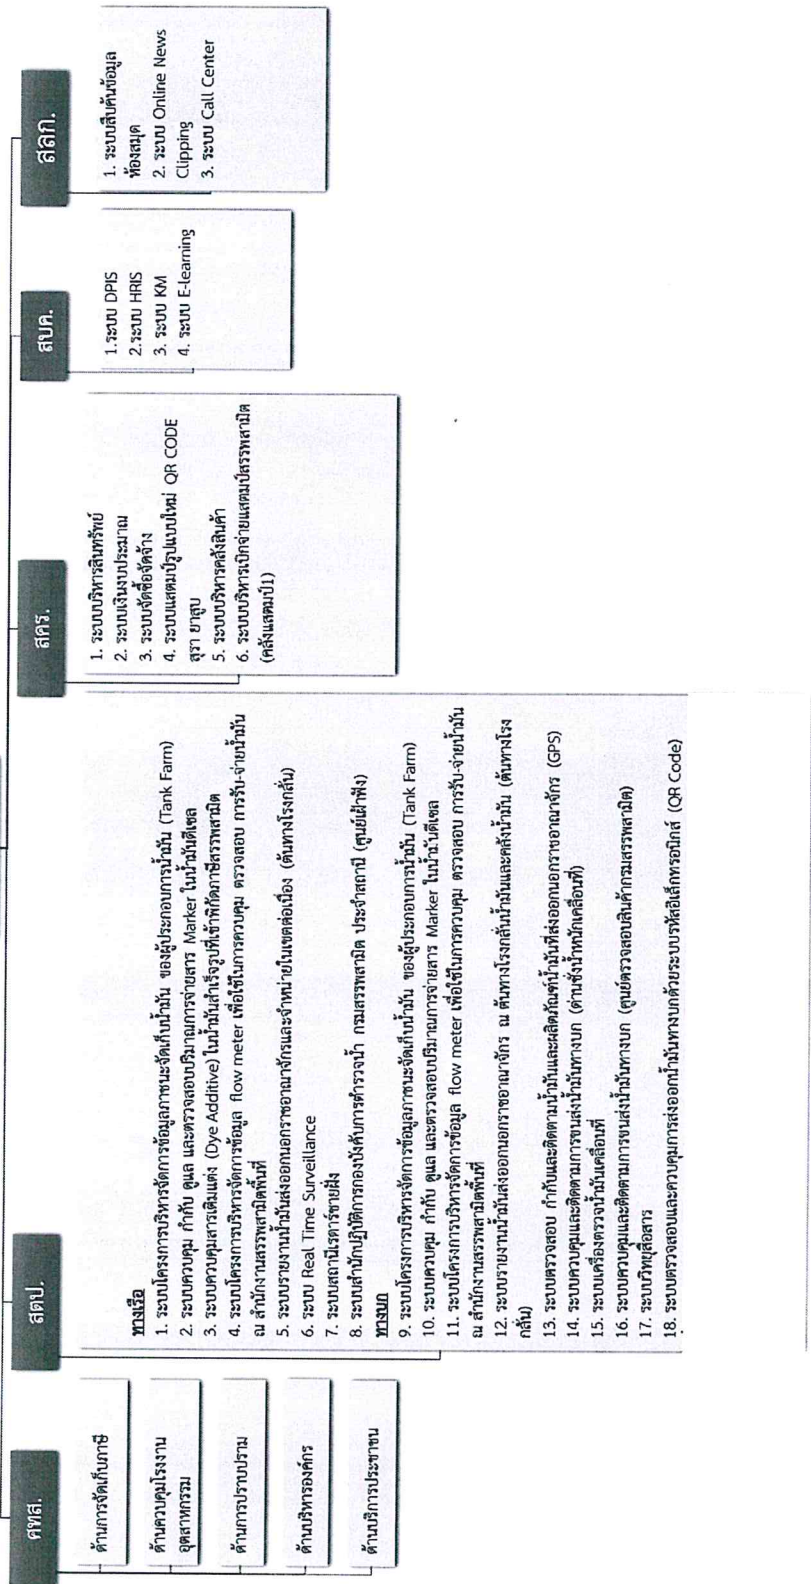 ศทส.
ด้านการจัดเก็บภาษี
ด้านควบคุมโรงงาน
อุตสาหกรรม
ด้านการปราบปราม
ด้านบริหารองค์กร
ด้านบริการประชาชน
สตป.
ทางเรือ
1. ระบบโครงการบริหารจัดการข้อมูลภาชนะจัดเก็บน้ำมัน ของผู้ประกอบการน้ำมัน (Tank Farm)
2. ระบบควบคุม กำกับ ดูแล และตรวจสอบปริมาณการจ่ายสาร Marker ในน้ำมันดีเซล
3. ระบบควบคุมสารเติมแต่ง (Dye Additive) ในน้ำมันสำเร็จรูปที่เข้าพิกัดภาษีสรรพสามิต
4. ระบบโครงการบริหารจัดการข้อมูล flow meter เพื่อใช้ในการควบคุม ตรวจสอบ การรับ-จ่ายน้ำมัน
ณ สำนักงานสรรพสามิตพื้นที่
5. ระบบรายงานน้ำมันส่งออกนอกราชอาณาจักรและจำหน่ายในเขตต่อเนื่อง (ต้นทางโรงกลั่น)
6. ระบบ Real Time Surveillance
7. ระบบสถานีเรดาร์ชายฝั่ง
8. ระบบสำนักปฏิบัติการกองบังคับการตำรวจน้ำ กรมสรรพสามิต ประจำสถานี (ศูนย์เฝ้าฟัง)
ทางบก
9. ระบบโครงการบริหารจัดการข้อมูลภาชนะจัดเก็บน้ำมัน ของผู้ประกอบการน้ำมัน (Tank Farm)
10. ระบบควบคุม กำกับ ดูแล และตรวจสอบปริมาณการจ่ายสาร Marker ในน้ำมันดีเซล
11. ระบบโครงการบริหารจัดการข้อมูล flow meter เพื่อใช้ในการควบคุม ตรวจสอบ การรับ-จ่ายน้ำมัน
ณ สำนักงานสรรพสามิตพื้นที่
12. ระบบรายงานน้ำมันส่งออกนอกราชอาณาจักร ณ ต้นทางโรงกลั่นน้ำมันและคลังน้ำมัน (ต้นทางโรง
กลั่น)
13. ระบบตรวจสอบ กำกับและติดตามน้ำมันและผลิตภัณฑ์น้ำมันที่ส่งออกนอกราชอาณาจักร (GPS)
14. ระบบควบคุมและติดตามการขนส่งน้ำมันทางบก (ด่านชั่งน้ำหนักเคลื่อนที่)
15. ระบบเครื่องตรวจน้ำมันเคลื่อนที่
16. ระบบควบคุมและติดตามการขนส่งน้ำมันทางบก (ศูนย์ตรวจสอบสินค้ากรมสรรพสามิต)
17. ระบบวิทยุสื่อสาร
18. ระบบตรวจสอบและควบคุมการส่งออกน้ำมันทางบกด้วยระบบรหัสอิเล็กทรอนิกส์ (QR Code)
สคร.
1. ระบบบริหารสินทรัพย์
2. ระบบเงินงบประมาณ
3. ระบบจัดซื้อจัดจ้าง
4. ระบบแสตมป์รูปแบบใหม่ QR CODE
สุรา ยาสูบ
5. ระบบบริหารคลังสินค้า
6. ระบบบริหารเบิกจ่ายแสตมป์สรรพสามิต
(คลังแสตมป์1)
สบค.
1.ระบบ DPIS
2.ระบบ HRIS
3. ระบบ KM
4. ระบบ E-learning
สลก.
1. ระบบสืบค้นข้อมูล
ห้องสมุด
2. ระบบ Online News
Clipping
3. ระบบ Call Center